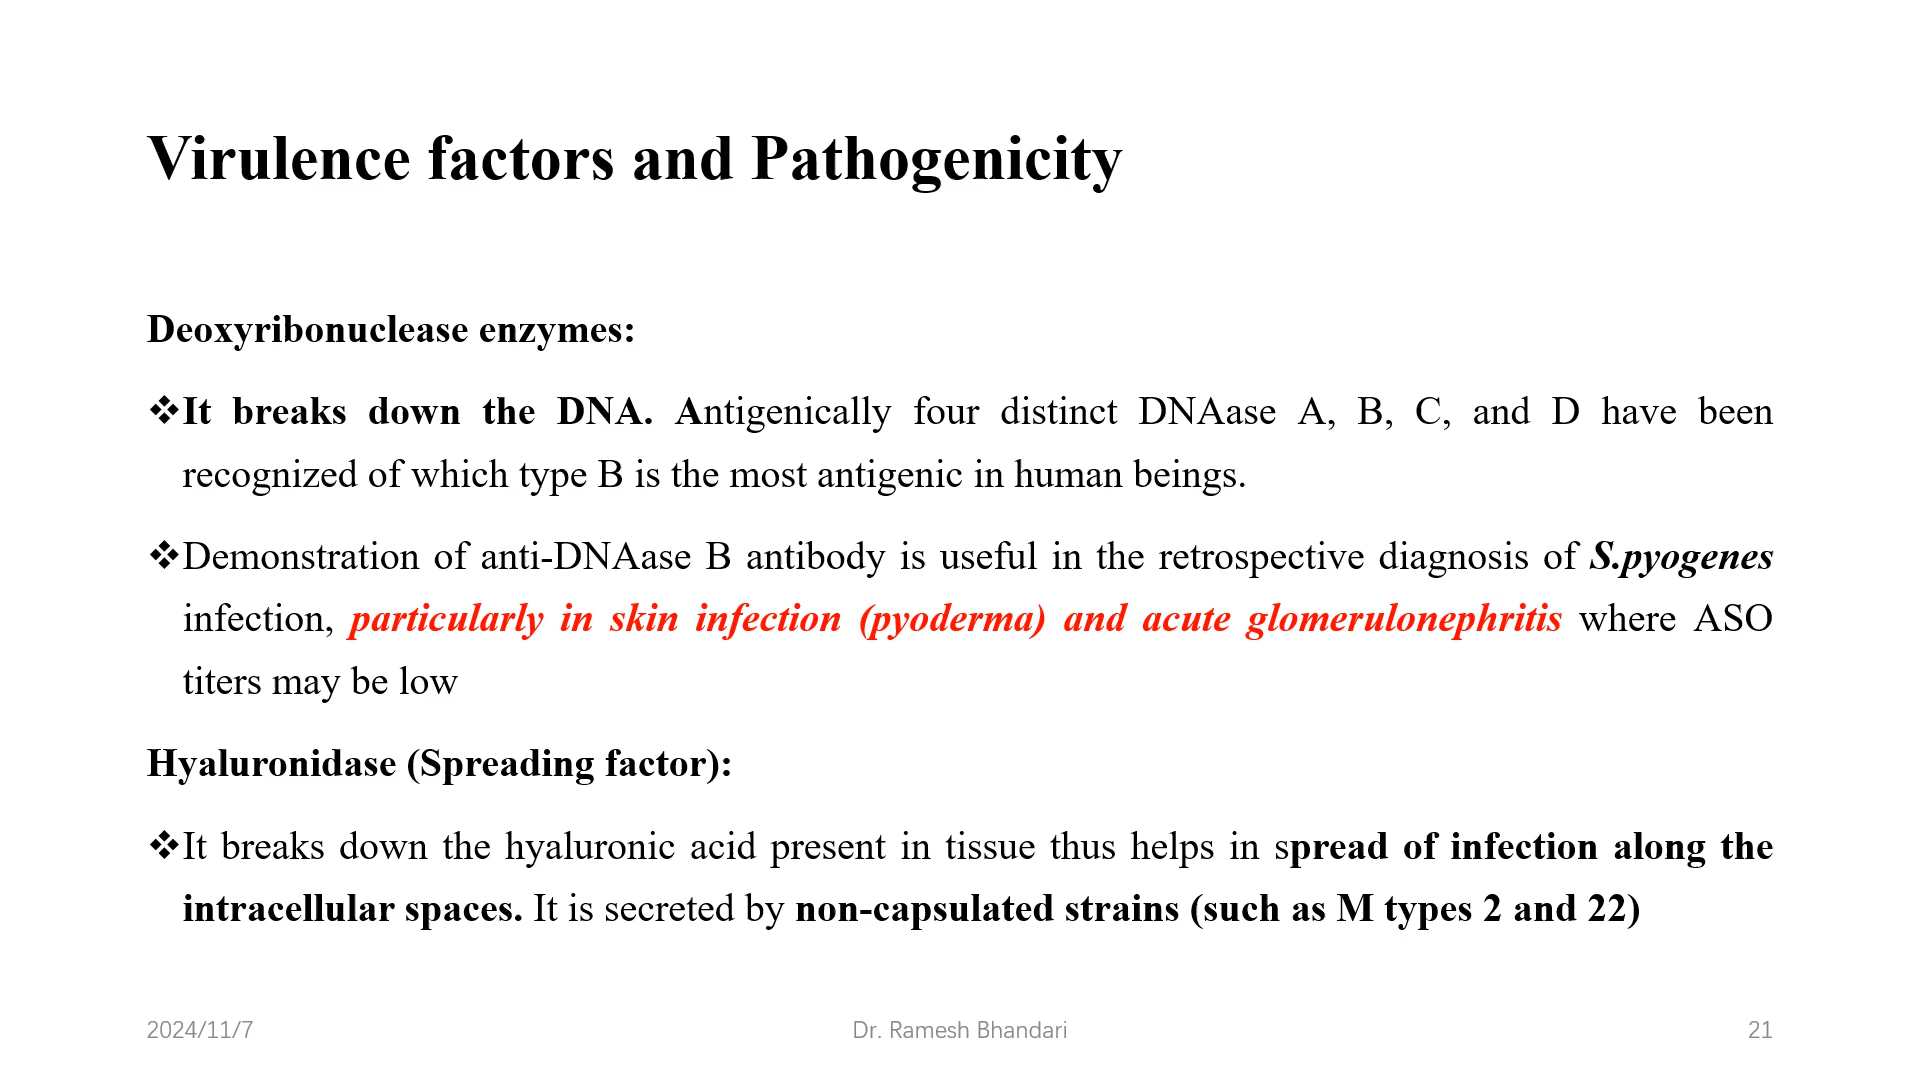 Virulence factors and Pathogenicity
Deoxyribonuclease enzymes:
❖It breaks down the DNA. Antigenically four distinct DNAase A, B, C, and D have been
recognized of which type B is the most antigenic in human beings.
❖Demonstration of anti-DNAase B antibody is useful in the retrospective diagnosis of S.pyogenes
infection, particularly in skin infection (pyoderma) and acute glomerulonephritis where ASO
titers may be low
Hyaluronidase (Spreading factor):
❖It breaks down the hyaluronic acid present in tissue thus helps in spread of infection along the
intracellular spaces. It is secreted by non-capsulated strains (such as M types 2 and 22)
2024/11/7
Dr. Ramesh Bhandari
21